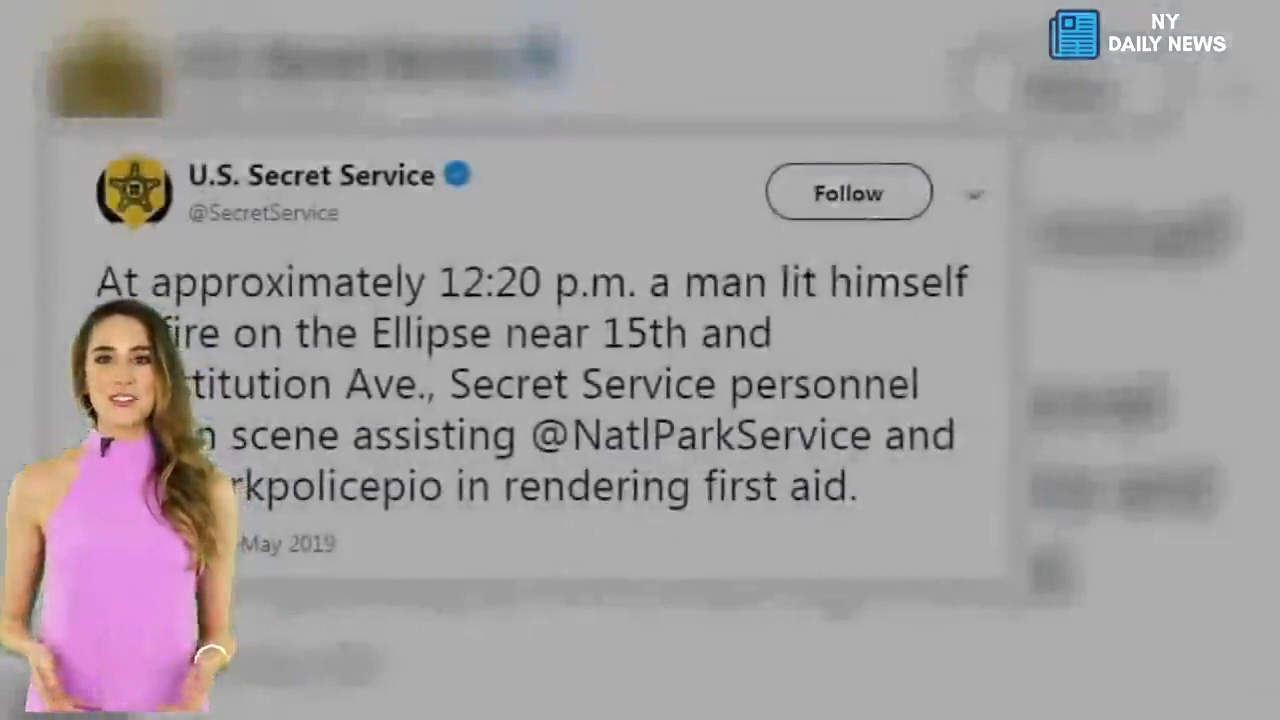 NY
DAILY NEWS
U.S. Secret Service
@SecretService
Follow
At approximately 12:20 p.m. a man lit himself
ire on the Ellipse near 15th and
stitution Ave., Secret Service personnel
n scene assisting @NatlParkService and
rkpolicepio in rendering first aid.
May 2019